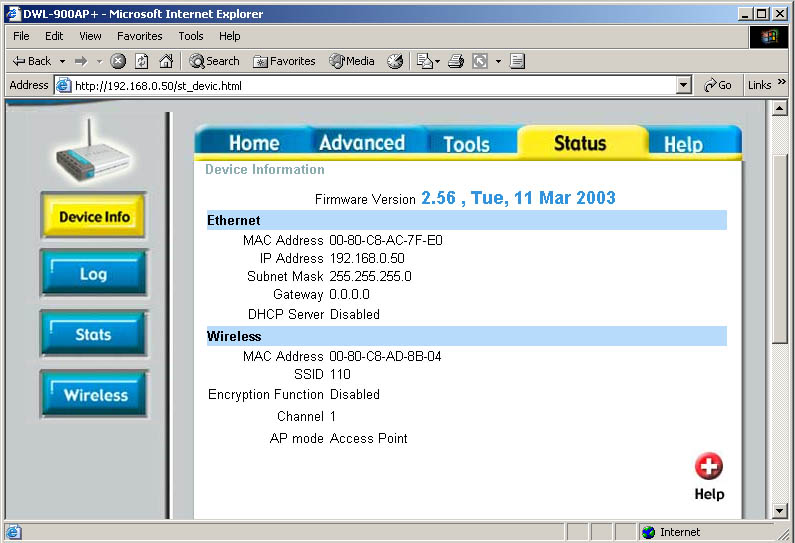 DWL-900AP+ - Microsoft Internet Explorer
File Edit View Favorites Tools Help
Back Search Favorites Media
Address http://192.168.0.50/st_devic.html Go Links »
Home Advanced Tools Status Help
Device Information
Firmware Version 2.56 , Tue, 11 Mar 2003
Ethernet
MAC Address 00-80-C8-AC-7F-E0
IP Address 192.168.0.50
Subnet Mask 255.255.255.0
Gateway 0.0.0.0
DHCP Server Disabled
Wireless
MAC Address 00-80-C8-AD-8B-04
SSID 110
Encryption Function Disabled
Channel 1
AP mode Access Point
Help
Device Info
Log
Stats
Wireless
Internet